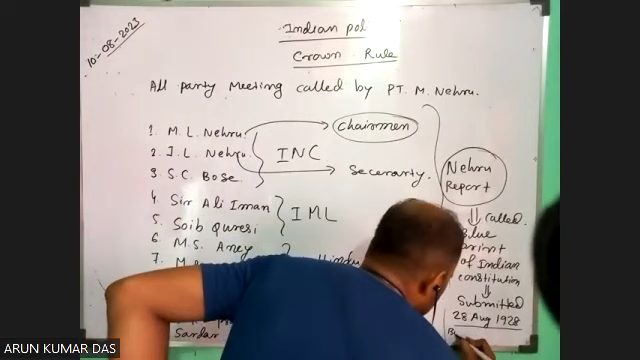 10-08-2023
Indian pol
Crown Rule
All party Meeting called by PT. M. Nehru.
1. M.L. Nehru
chairmen
2. J.L. Nehru
INC
3. S.C. Bose
Secerarty.
4. Sir Ali Iman
IML
5. Soib quresi
6. M.S. Aney
7. M.
Hindu
Sardar
Nehru
Report
called
Blue
print
of Indian
constitution
Submitted
28 Aug 1928
ARUN KUMAR DAS